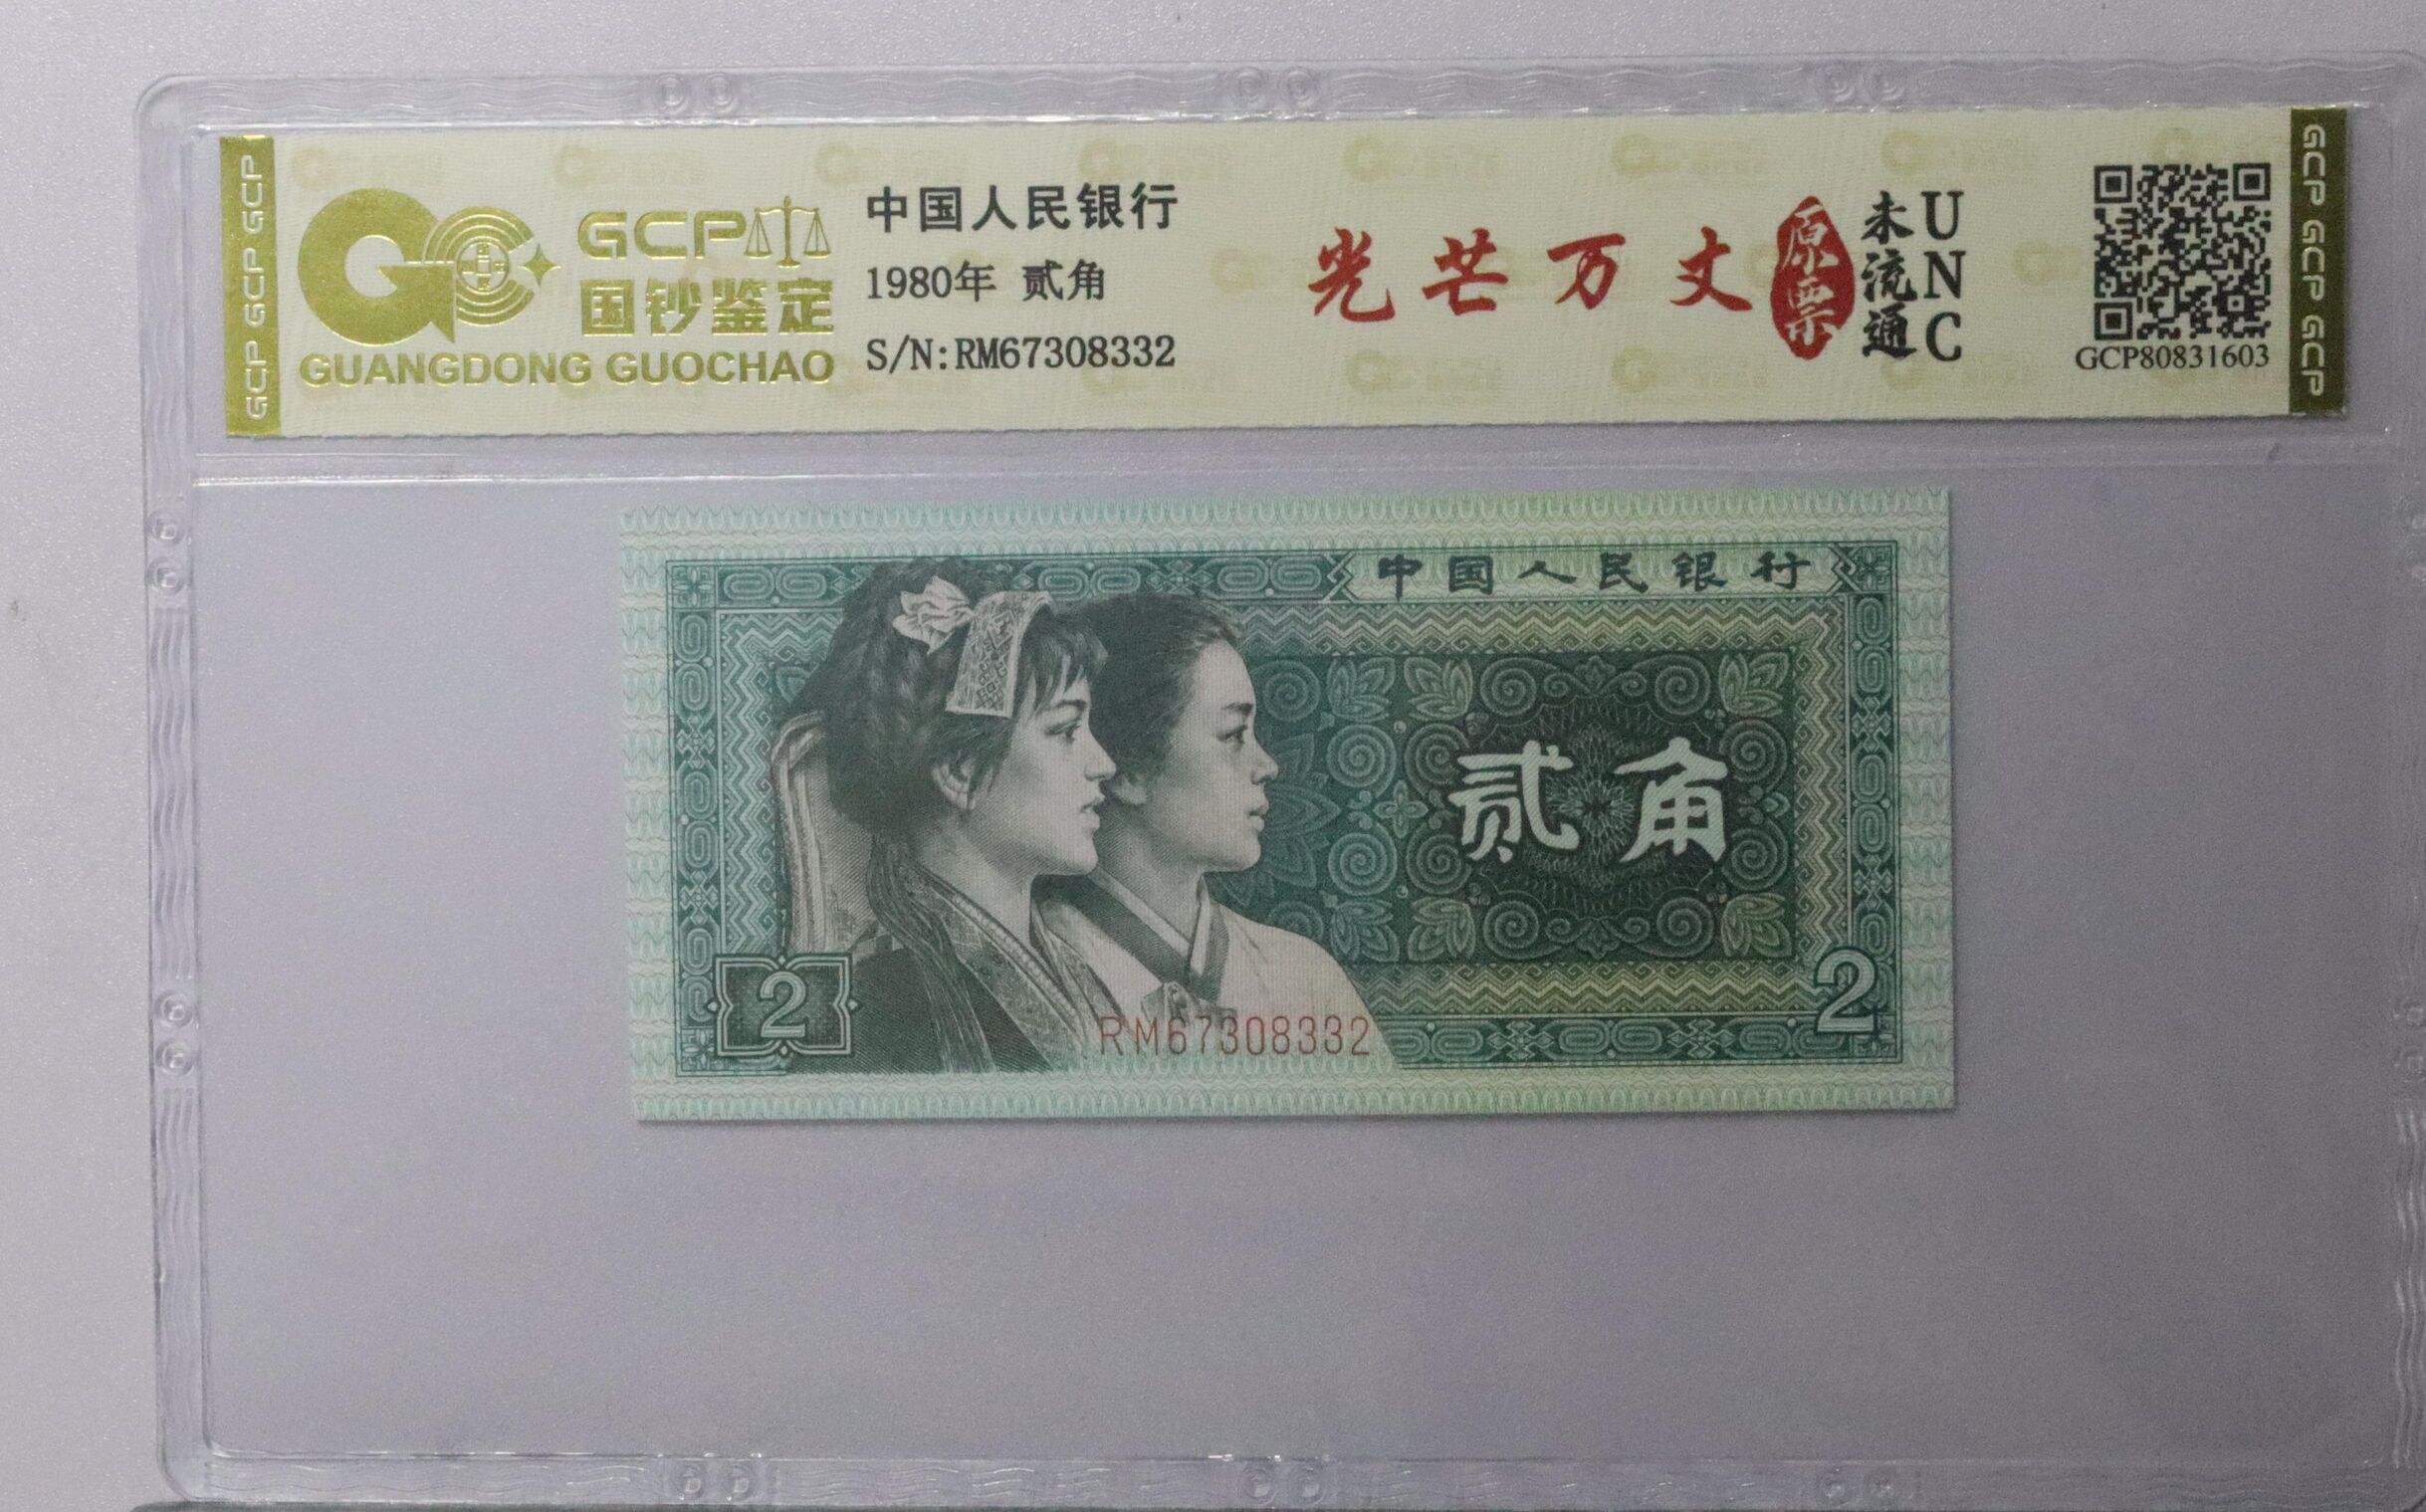 GCP GCP GCP
GCP
国钞鉴定
GUANGDONG GUOCHAO
中国人民银行
1980年 贰角
S/N:RM67308332
光芒万丈
原票
未流通
UNC
GCP80831603
GCP GCP GCP
中国人民银行
贰角
2
2
RM67308332